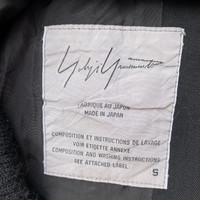 Yohji Yamamoto
FABRIQUÉ AU JAPON
MADE IN JAPAN
COMPOSITION ET INSTRUCTIONS DE LAVAGE
VOIR ETIQUETTE ANNEXE
COMPOSITION AND WASHING INSTRUCTIONS
SEE ATTACHED LABEL.
S